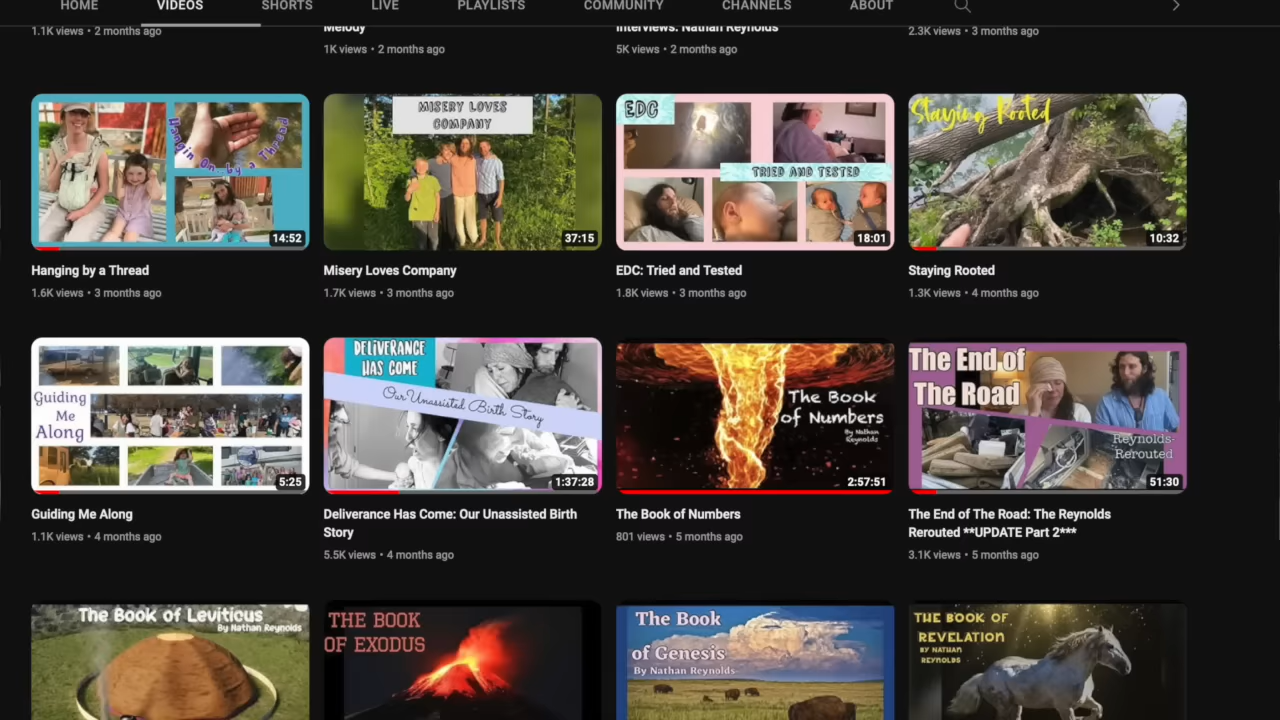 HOME VIDEOS SHORTS LIVE PLAYLISTS COMMUNITY CHANNELS ABOUT
Melody
Interviews: Nathan Reynolds
1.1K views • 2 months ago
1K views • 2 months ago
5K views • 2 months ago
2.3K views • 3 months ago
Hangin' On by a Thread
14:52
MISERY LOVES
COMPANY
37:15
EDC
TRIED AND TESTED
18:01
Staying Rooted
10:32
Hanging by a Thread
1.6K views • 3 months ago
Misery Loves Company
1.7K views • 3 months ago
EDC: Tried and Tested
1.8K views • 3 months ago
Staying Rooted
1.3K views • 4 months ago
Guiding
Me
Along
5:25
DELIVERANCE
HAS COME
Our Unassisted Birth Story
1:37:28
The Book
of Numbers
By Nathan
Reynolds
2:57:51
The End of
The Road
Reynolds-
Rerouted
51:30
Guiding Me Along
1.1K views • 4 months ago
Deliverance Has Come: Our Unassisted Birth
Story
5.5K views • 4 months ago
The Book of Numbers
801 views • 5 months ago
The End of The Road: The Reynolds
Rerouted **UPDATE Part 2***
3.1K views • 5 months ago
The Book of Leviticus
By Nathan Reynolds
THE BOOK
OF EXODUS
The Book
of Genesis
By Nathan Reynolds
THE BOOK OF
REVELATION
BY NATHAN
REYNOLDS